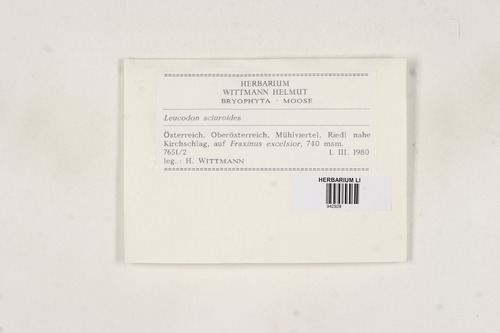 HERBARIUM
WITTMANN HELMUT
BRYOPHYTA - MOOSE
Leucodon sciuroides
Österreich, Oberösterreich, Mühlviertel, Riedl nahe
Kirchschlag, auf Fraxinus excelsior, 740 msm.
7651/2 1. III. 1980
leg.: H. WITTMANN
HERBARIUM LI
942928